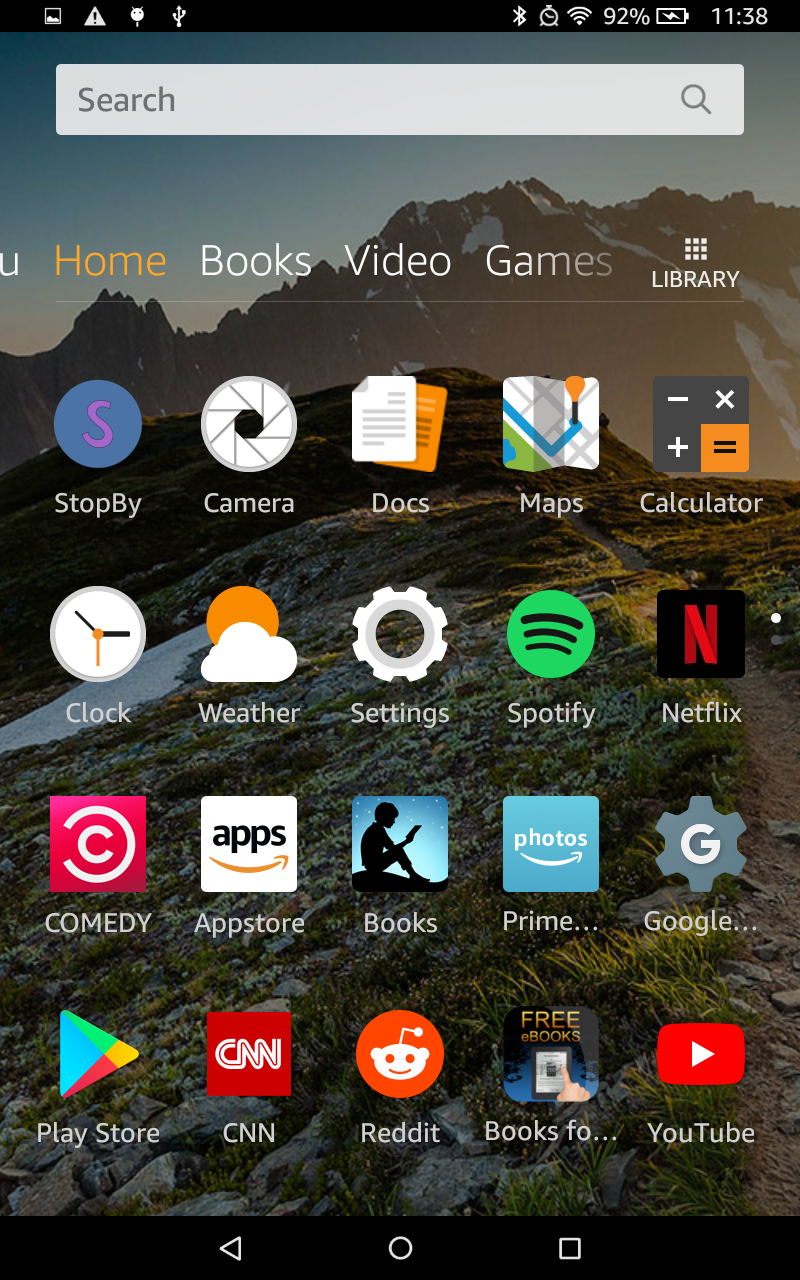 92% 11:38
Search
u Home Books Video Games LIBRARY
S
StopBy Camera Docs Maps Calculator
N
Clock Weather Settings Spotify Netflix
C apps photos G
COMEDY Appstore Books Prime... Google...
FREE
eBOOKS
CNN
Play Store CNN Reddit Books fo... YouTube